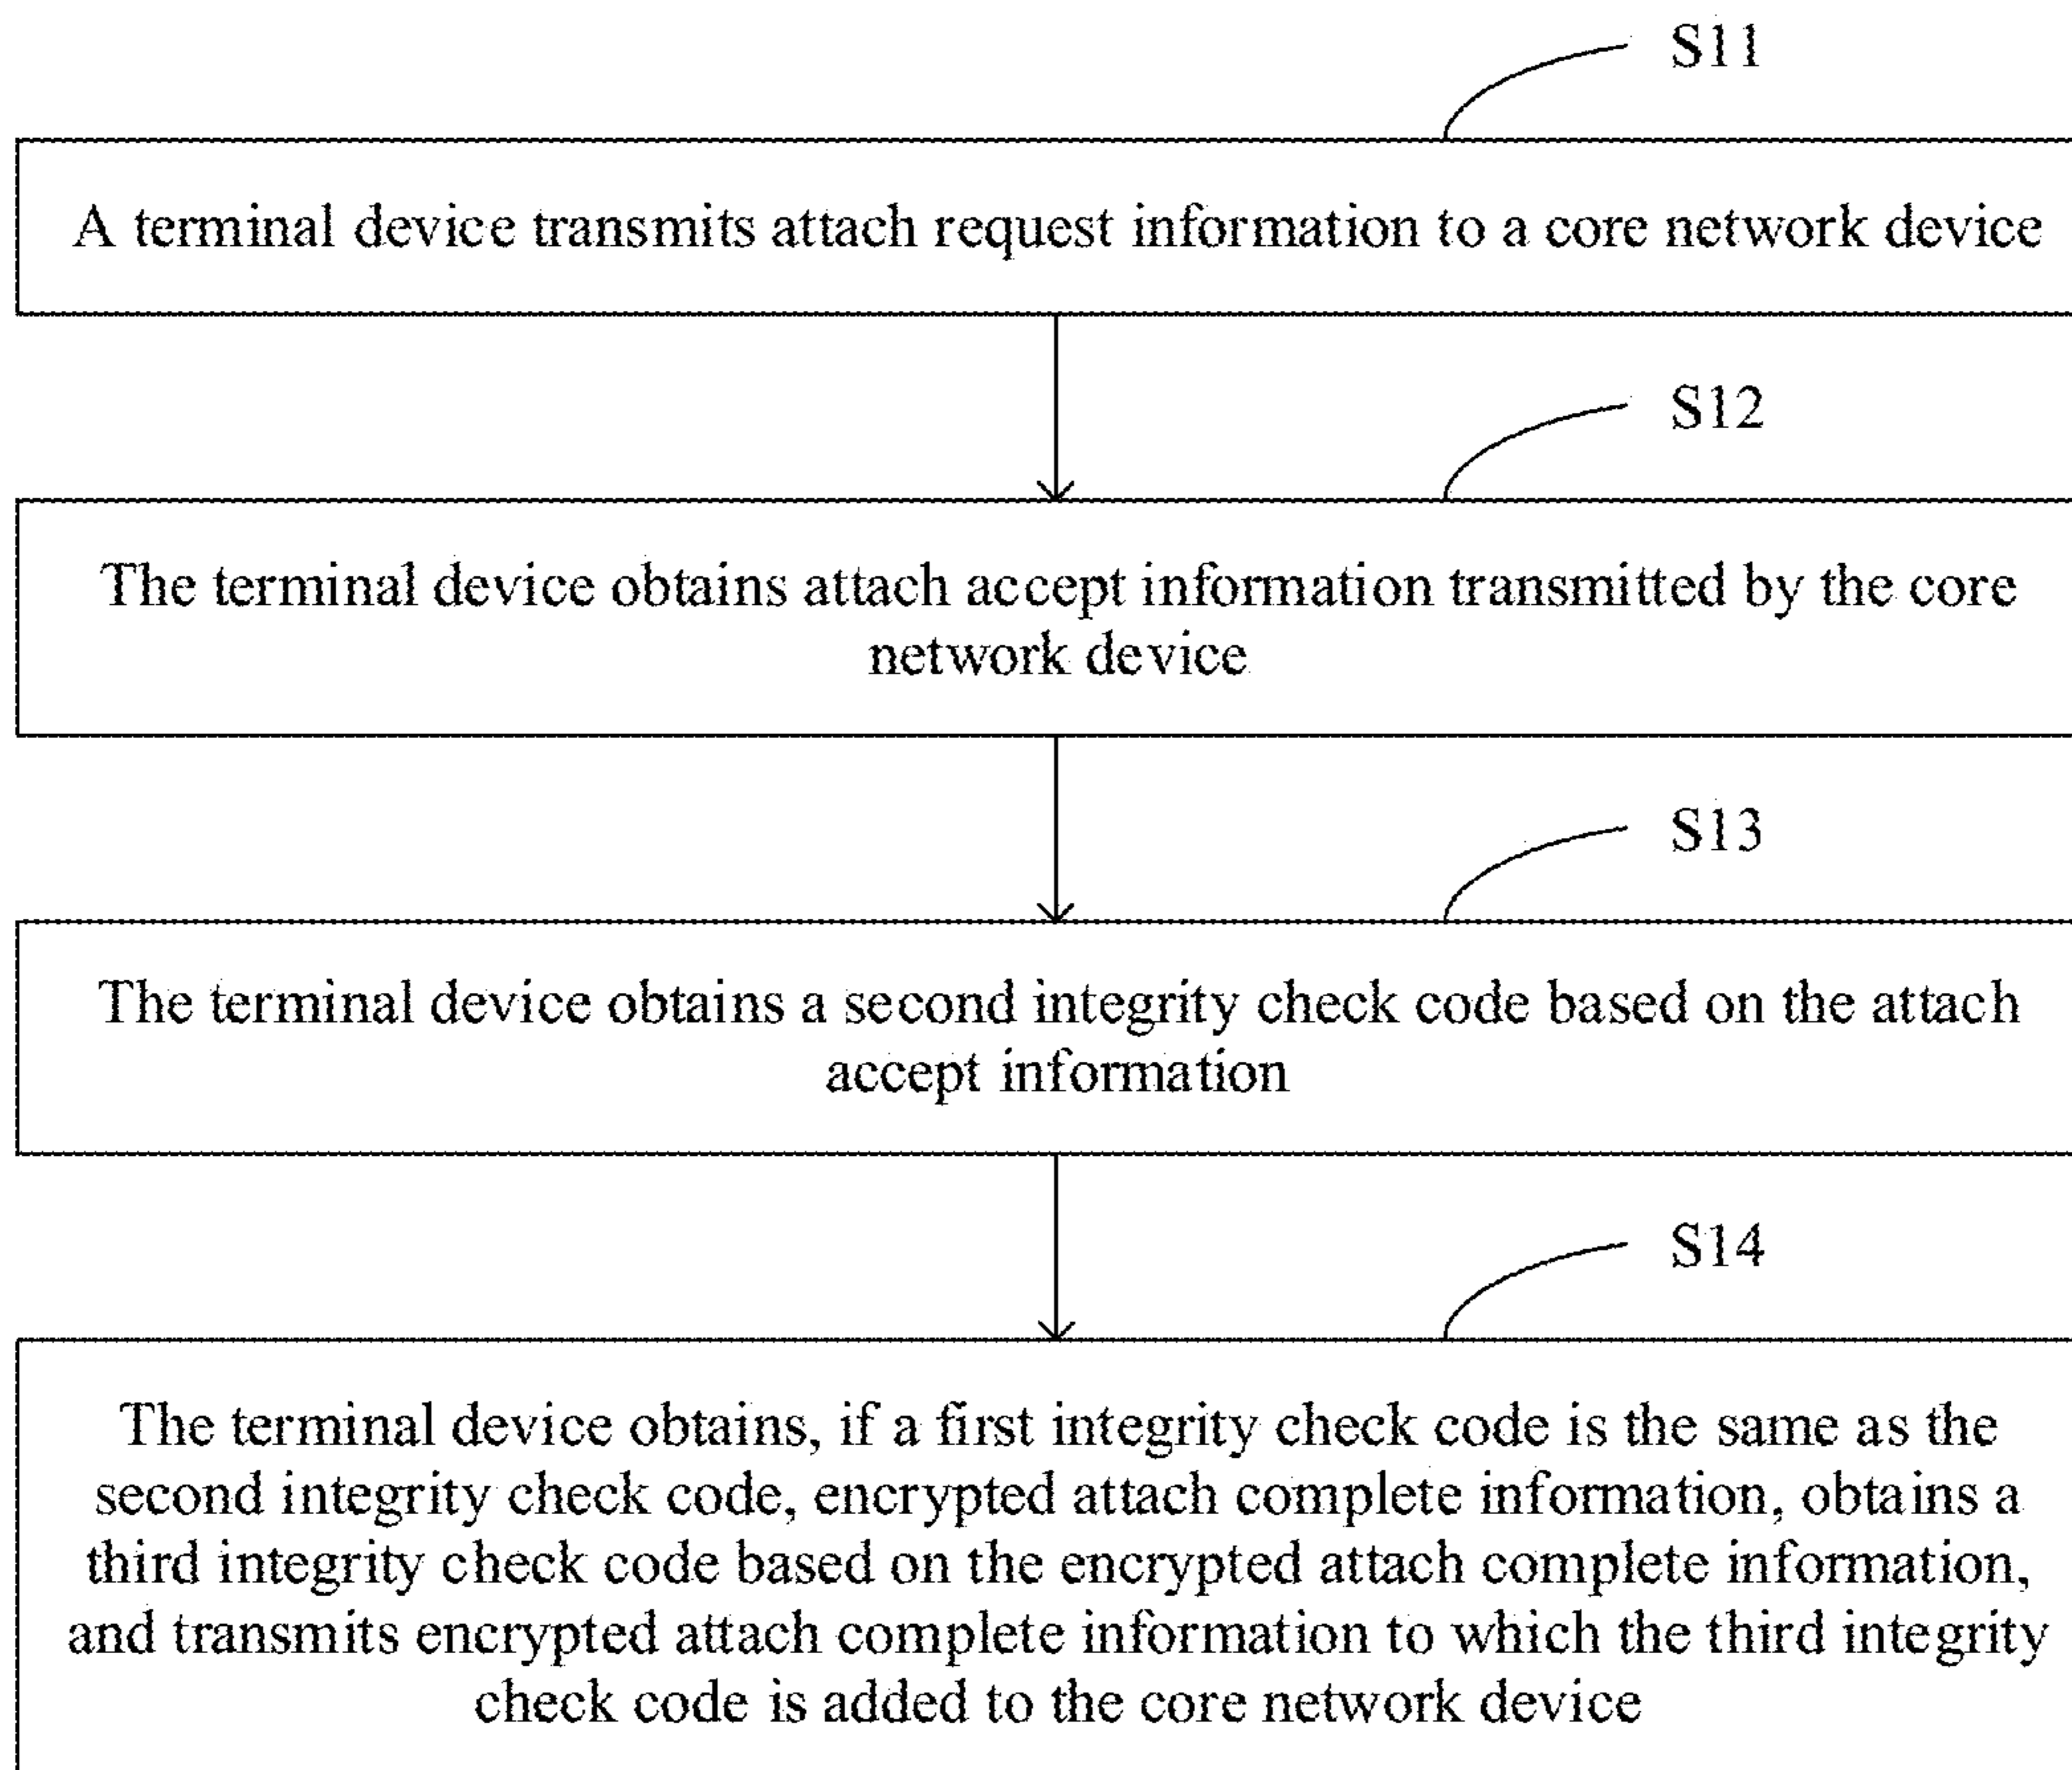 S11
A terminal device transmits attach request information to a core network device
S12
The terminal device obtains attach accept information transmitted by the core
network device
S13
The terminal device obtains a second integrity check code based on the attach
accept information
S14
The terminal device obtains, if a first integrity check code is the same as the
second integrity check code, encrypted attach complete information, obtains a
third integrity check code based on the encrypted attach complete information,
and transmits encrypted attach complete information to which the third integrity
check code is added to the core network device